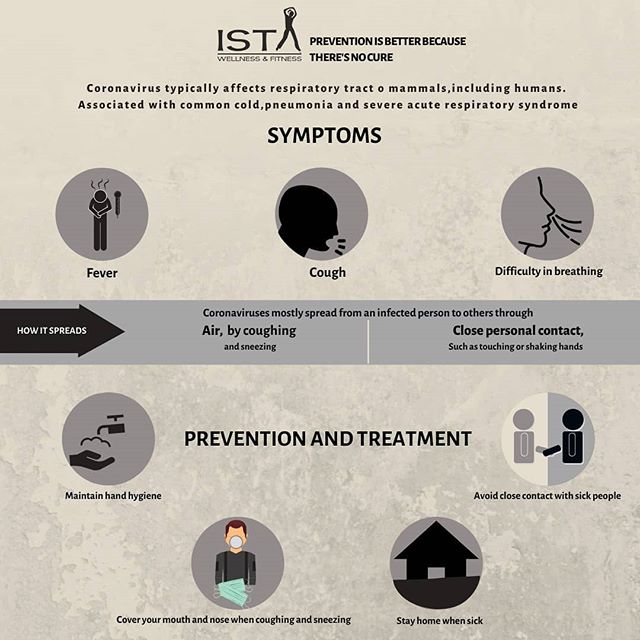 ISTA
WELLNESS & FITNESS
PREVENTION IS BETTER BECAUSE
THERE'S NO CURE
Coronavirus typically affects respiratory tract o mammals,including humans.
Associated with common cold,pneumonia and severe acute respiratory syndrome
SYMPTOMS
Fever
Cough
Difficulty in breathing
HOW IT SPREADS
Coronaviruses mostly spread from an infected person to others through
Air, by coughing
and sneezing
Close personal contact,
Such as touching or shaking hands
PREVENTION AND TREATMENT
Maintain hand hygiene
Avoid close contact with sick people
Cover your mouth and nose when coughing and sneezing
Stay home when sick